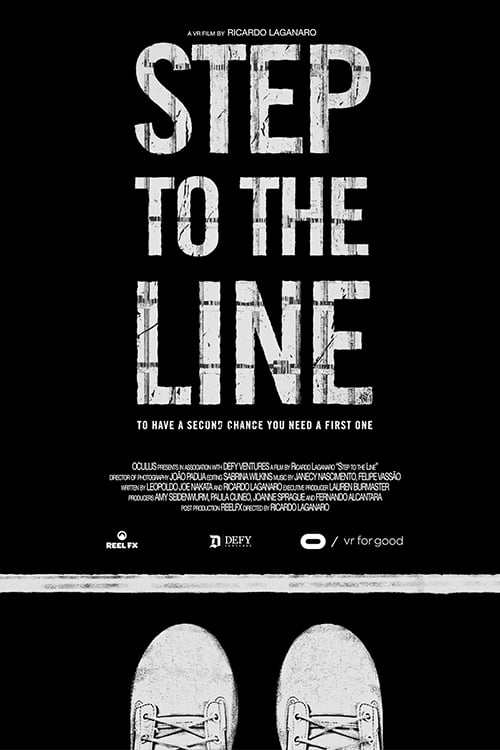 A VR FILM BY RICARDO LAGANARO
STEP
TO THE
LINE
TO HAVE A SECOND CHANCE YOU NEED A FIRST ONE
OCULUS PRESENTS IN ASSOCIATION WITH DEFY VENTURES A FILM BY RICARDO LAGANARO "STEP TO THE LINE"
DIRECTOR OF PHOTOGRAPHY JOÃO PADUA EDITING SABRINA WILKINS MUSIC BY JANECY NASCIMENTO, FELIPE VASSÃO
WRITTEN BY LEOPOLDO JOE NAKATA AND RICARDO LAGANARO EXECUTIVE PRODUCER LAUREN BURMASTER
PRODUCERS AMY SEIDENWURM, PAULA CUNEO, JOANNE SPRAGUE AND FERNANDO ALCANTARA
POST PRODUCTION REELFX DIRECTED BY RICARDO LAGANARO
REEL FX
DEFY
VENTURES
/ vr for good